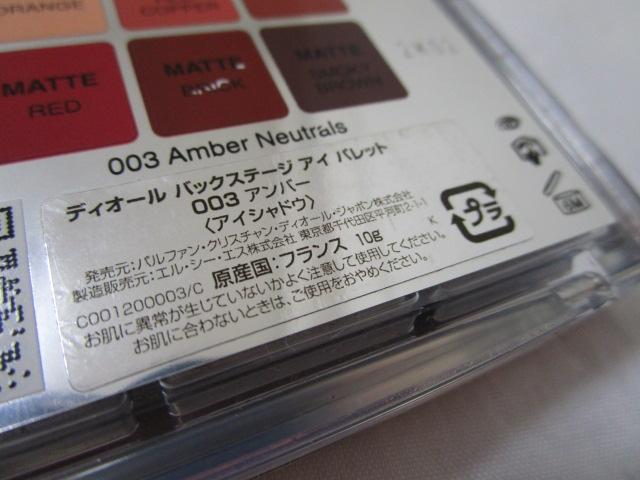 ORANGE
COPPER
MATTE
RED
MATTE
BRICK
MATTE
SMOKY
BROWN
003 Amber Neutrals
ディオール バックステージ アイ パレット
003 アンバー
〈アイシャドウ〉
発売元:パルファン・クリスチャン・ディオール・ジャポン株式会社
製造販売元:エル・シー・エス株式会社 東京都千代田区平河町2-1-1
C001200003/C 原産国:フランス 10g K
お肌に異常が生じていないかよく注意して使用してください。
お肌に合わないときは、ご使用をおやめください。
プラ